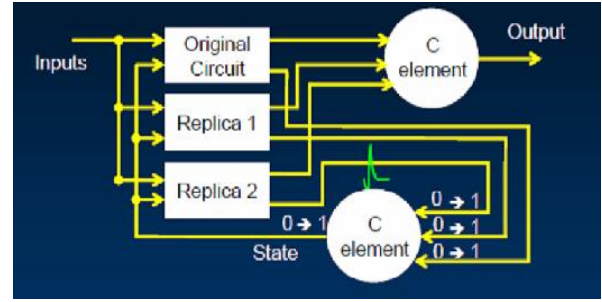 Inputs
Original
Circuit
Replica 1
Replica 2
C
element
Output
0 → 1
State
C
element
0 → 1
0 → 1
0 → 1